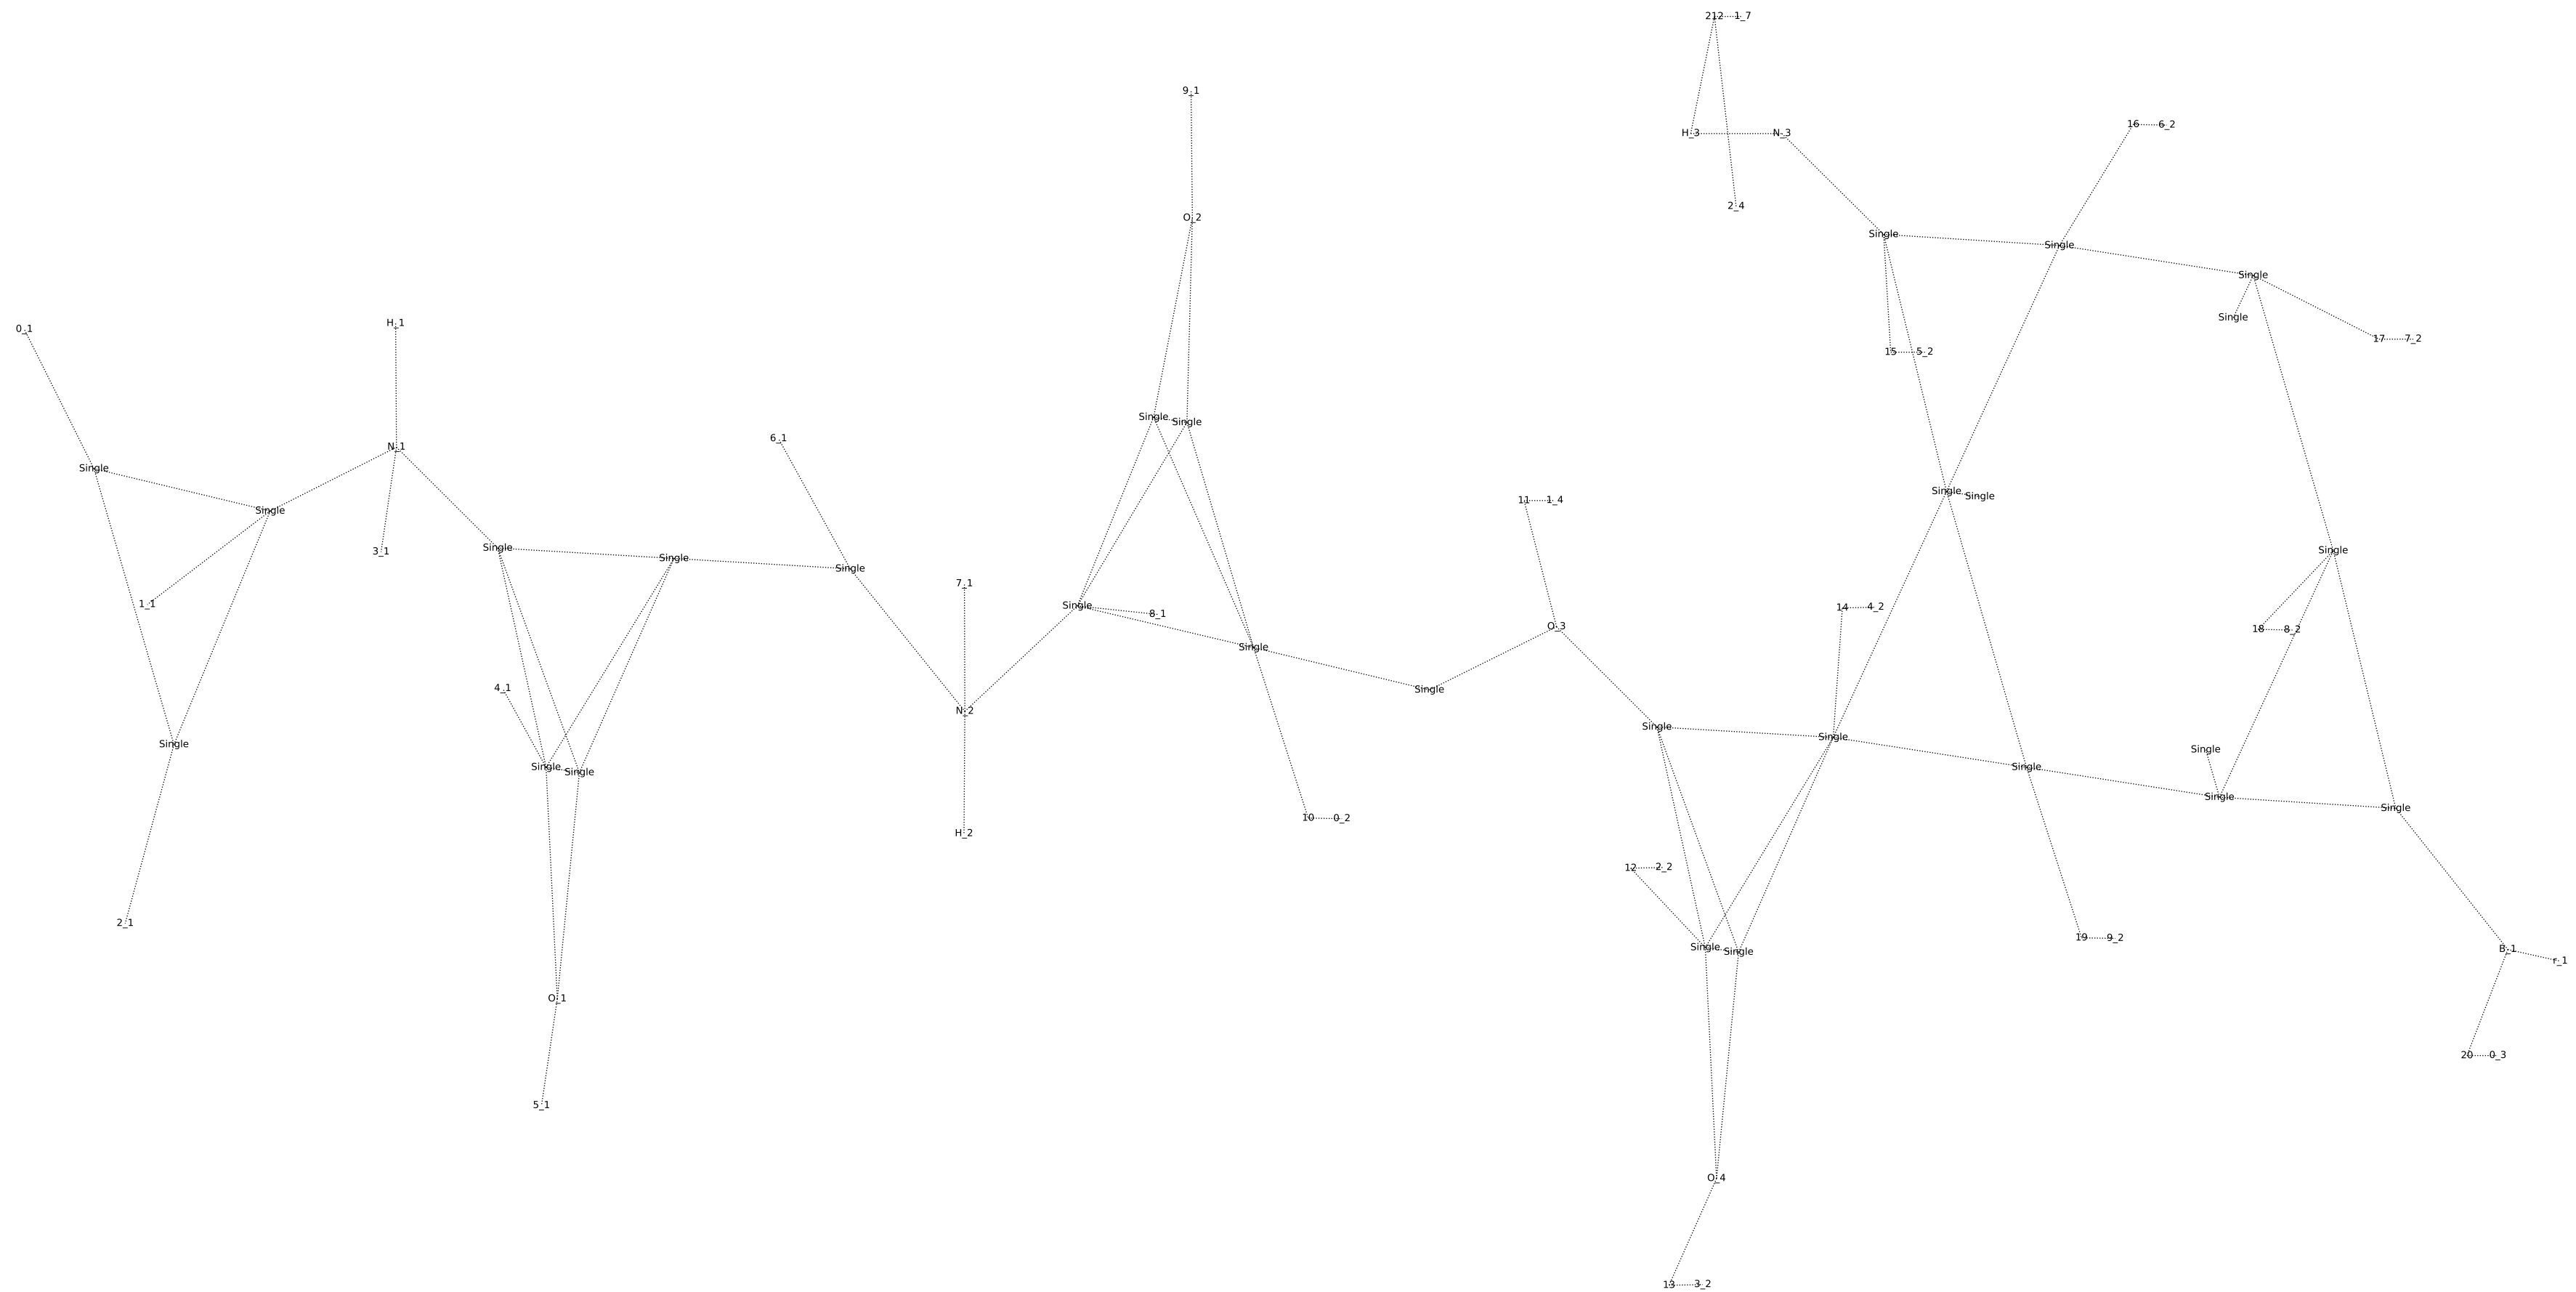 212 1_7
9_1
16 6_2
H_3 N_3
2_4
O_2
Single
Single
Single
Single
H_1
0_1
17 7_2
15 5_2
Single
Single
6_1
N_1
Single
Single
Single
11 1_4
Single
Single
3_1
Single
Single
Single
Single
7_1
1_1
Single
8_1
14 4_2
O_3
18 8_2
Single
4_1
Single
N_2
Single
Single
Single
Single
Single
Single
Single
Single
Single
10 0_2
H_2
12 2_2
2_1
19 9_2
Single
Single
B_1
r_1
O_1
20 0_3
5_1
O_4
13 3_2